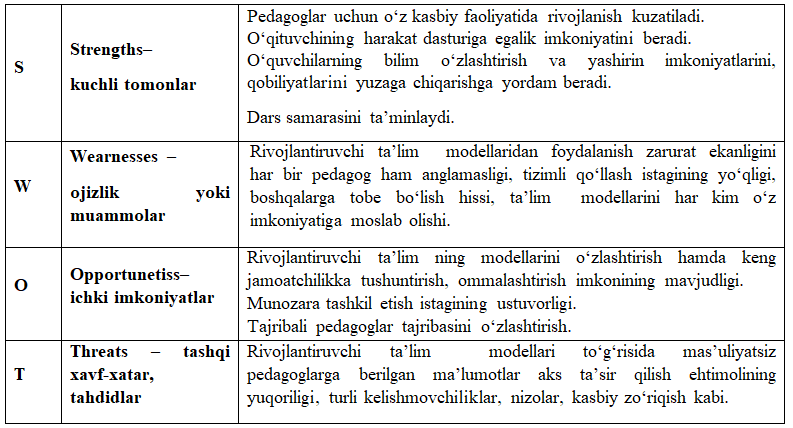 S
Strengths–
kuchli tomonlar
Pedagoglar uchun o‘z kasbiy faoliyatida rivojlanish kuzatiladi.
O‘qituvchining harakat dasturiga egalik imkoniyatini beradi.
O‘quvchilarning bilim o‘zlashtirish va yashirin imkoniyatlarini,
qobiliyatlarini yuzaga chiqarishga yordam beradi.
Dars samarasini ta’minlaydi.
W
Wearnesses –
ojizlik yoki
muammolar
Rivojlantiruvchi ta’lim modellaridan foydalanish zarurat ekanligini
har bir pedagog ham anglamasligi, tizimli qo‘llash istagining yo‘qligi,
boshqalarga tobe bo‘lish hissi, ta’lim modellarini har kim o‘z
imkoniyatiga moslab olishi.
O
Opportunetiss–
ichki imkoniyatlar
Rivojlantiruvchi ta’lim ning modellarini o‘zlashtirish hamda keng
jamoatchilikka tushuntirish, ommalashtirish imkonining mavjudligi.
Munozara tashkil etish istagining ustuvorligi.
Tajribali pedagoglar tajribasini o‘zlashtirish.
T
Threats – tashqi
xavf-xatar,
tahdidlar
Rivojlantiruvchi ta’lim modellari to‘g‘risida mas’uliyatsiz
pedagoglarga berilgan ma’lumotlar aks ta’sir qilish ehtimolining
yuqoriligi, turli kelishmovchiliklar, nizolar, kasbiy zo‘riqish kabi.